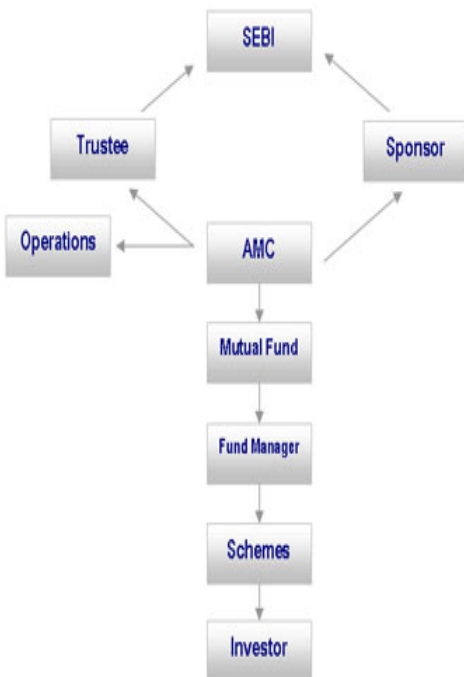 SEBI
Trustee
Sponsor
Operations
AMC
Mutual Fund
Fund Manager
Schemes
Investor